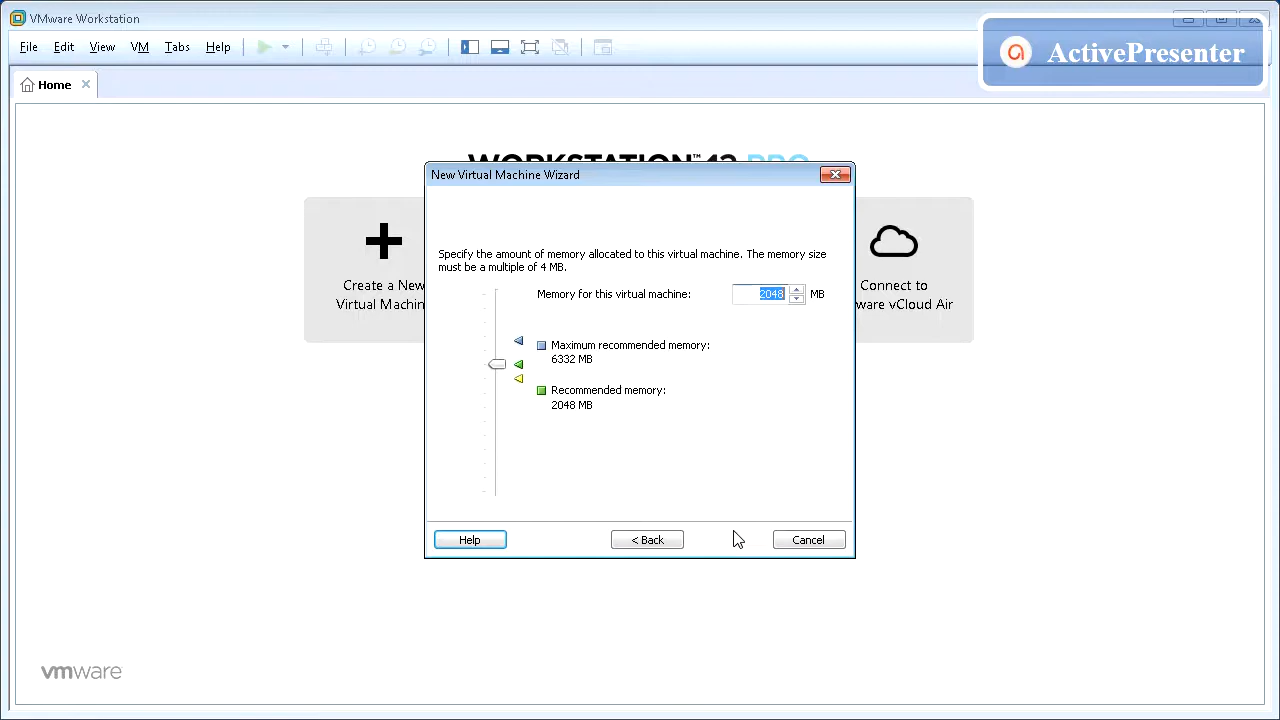 VMware Workstation
File Edit View VM Tabs Help
ActivePresenter
Home
WORKSTATION™ 12 PRO
New Virtual Machine Wizard
Specify the amount of memory allocated to this virtual machine. The memory size
must be a multiple of 4 MB.
Memory for this virtual machine: 2048 MB
Maximum recommended memory:
6332 MB
Recommended memory:
2048 MB
Create a New
Virtual Machin
Connect to
ware vCloud Air
Help < Back Cancel
vmware